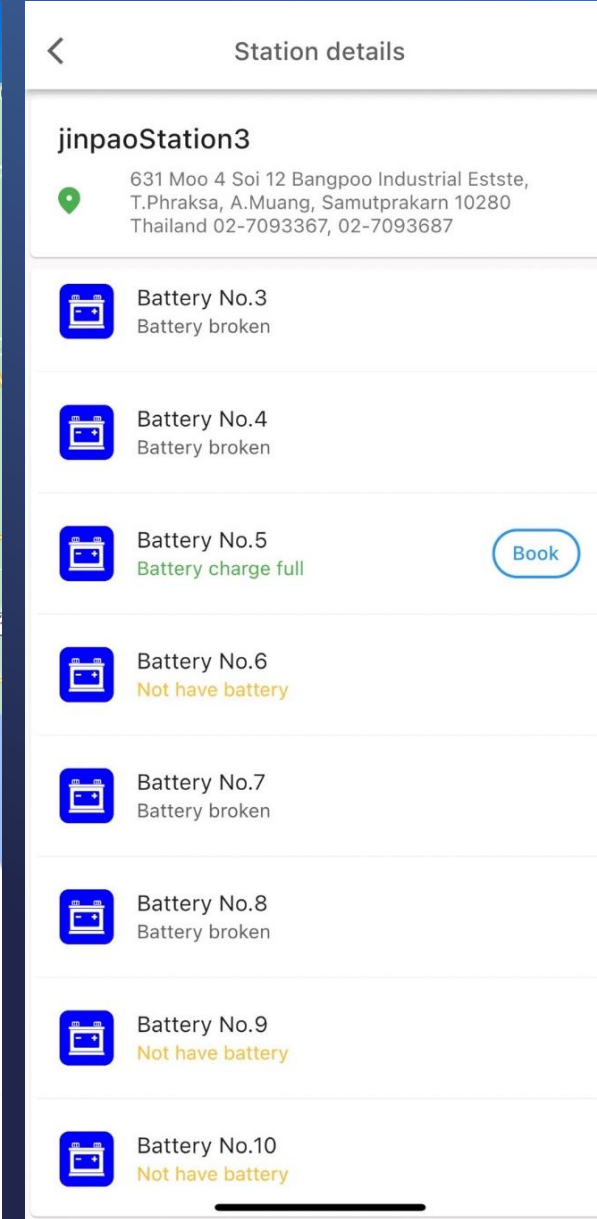 Station details
jinpaoStation3
631 Moo 4 Soi 12 Bangpoo Industrial Estste,
T.Phraksa, A.Muang, Samutprakarn 10280
Thailand 02-7093367, 02-7093687
Battery No.3
Battery broken
Battery No.4
Battery broken
Battery No.5
Battery charge full
Book
Battery No.6
Not have battery
Battery No.7
Battery broken
Battery No.8
Battery broken
Battery No.9
Not have battery
Battery No.10
Not have battery